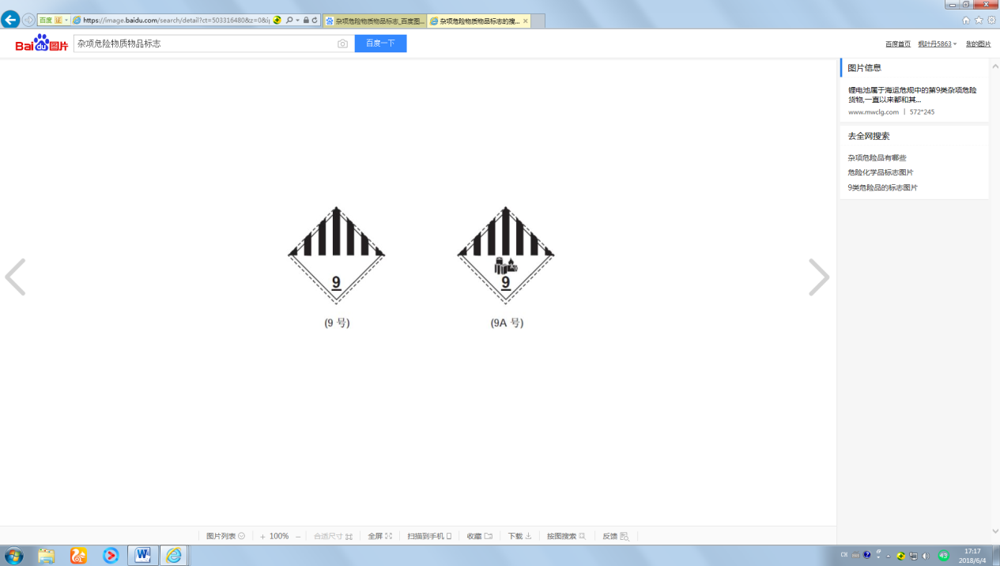 百度 证
https://image.baidu.com/search/detail?ct=503316480&z=0&ip
杂项危险物质物品标志_百度图...
杂项危险物质物品标志的搜...
Bai du 图片
杂项危险物质物品标志
百度一下
百度首页 枫叶丹5863 我的图片
图片信息
锂电池属于海运危规中的第9类杂项危险
货物,一直以来都和其...
www.mwclg.com | 572*245
去全网搜索
杂项危险品有哪些
危险化学品标志图片
9类危险品的标志图片
9
9
(9 号)
(9A 号)
图片列表 + 100% − 合适尺寸 全屏 扫描到手机 收藏 下载 按图搜索 反馈
CH
43
17:17
2018/6/4